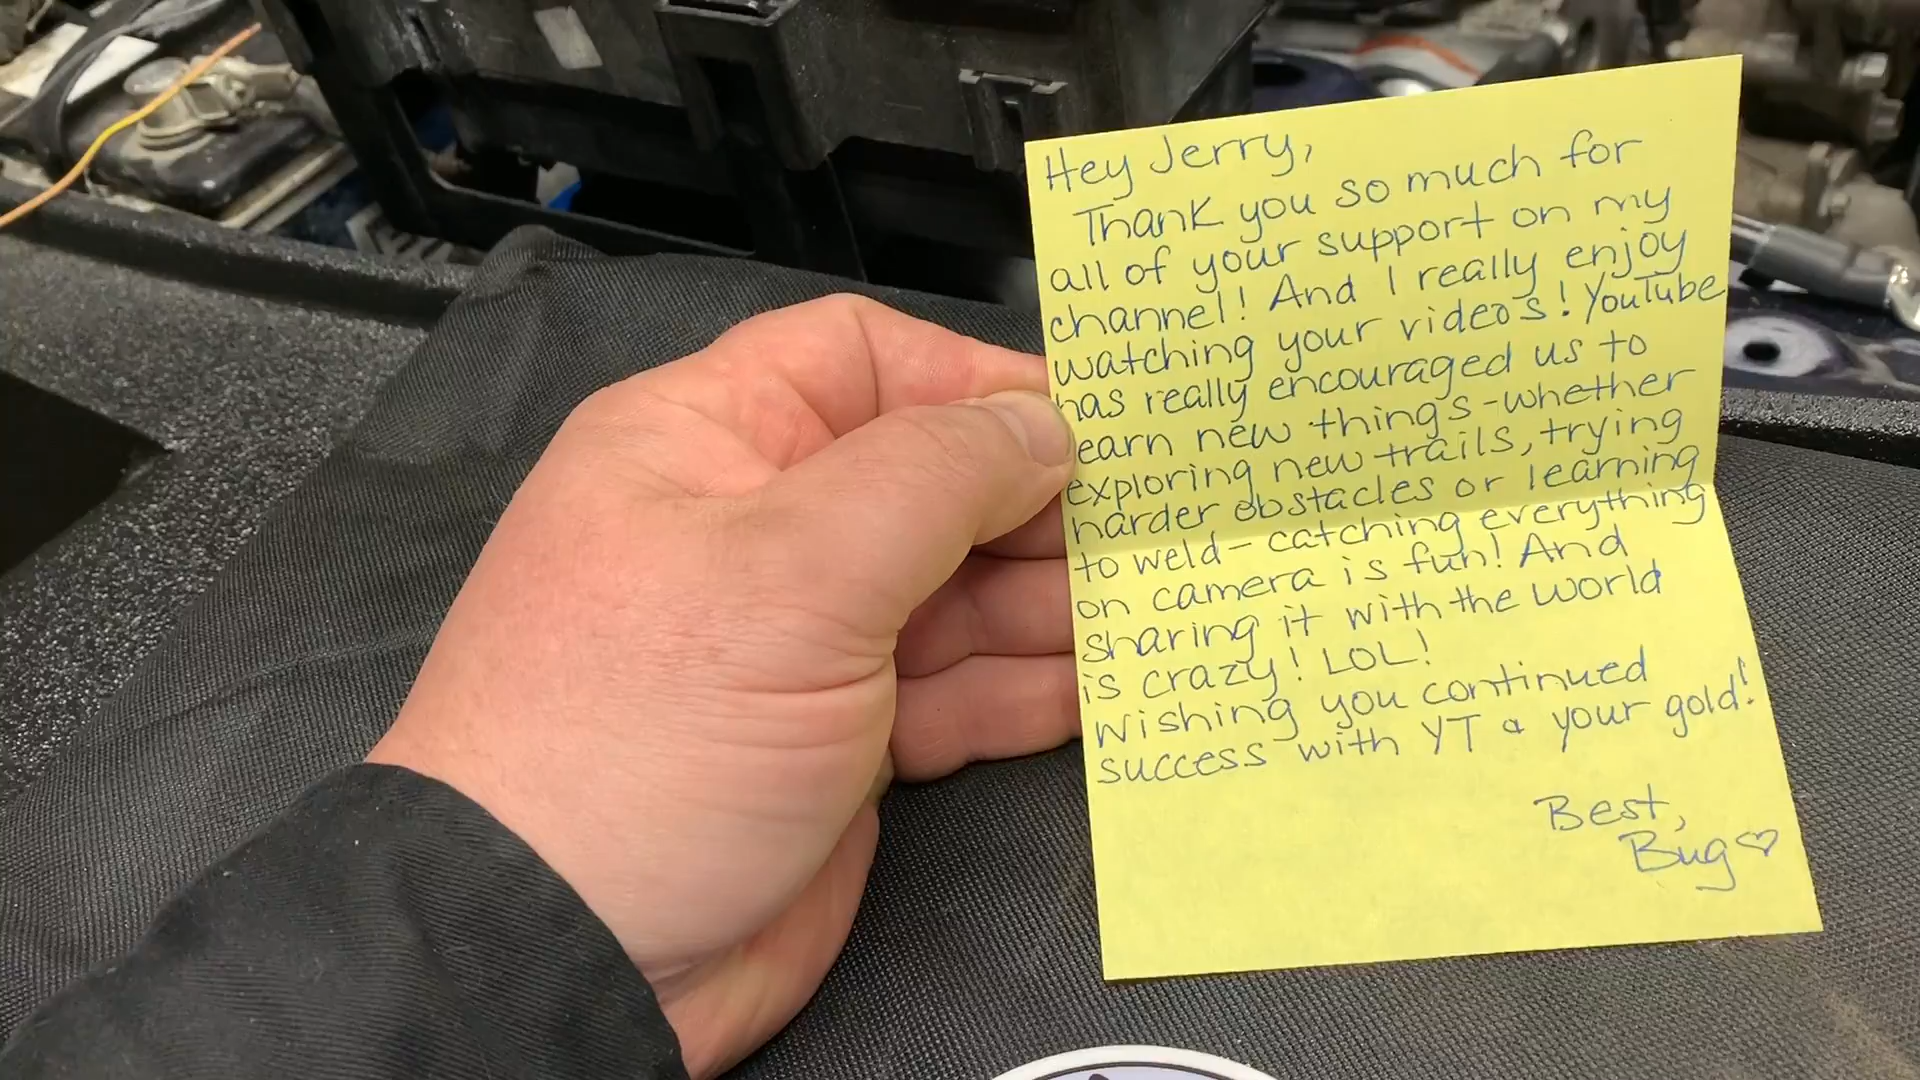 Hey Jerry,
Thank you so much for
all of your support on my
channel! And I really enjoy
watching your videos! YouTube
has really encouraged us to
learn new things - whether
exploring new trails, trying
harder obstacles or learning
to weld - catching everything
on camera is fun! And
sharing it with the world
is crazy! LOL!
Wishing you continued
success with YT & your gold!
Best,
Bug ♡